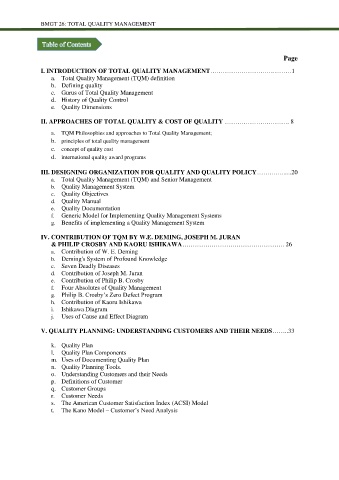 BMGT 26: TOTAL QUALITY MANAGEMENT
Table of Contents
Page
I. INTRODUCTION OF TOTAL QUALITY MANAGEMENT……………………………………1
a. Total Quality Management (TQM) definition
b. Defining quality
c. Gurus of Total Quality Management
d. History of Quality Control
e. Quality Dimensions
II. APPROACHES OF TOTAL QUALITY & COST OF QUALITY ……………………………8
a. TQM Philosophies and approaches to Total Quality Management;
b. principles of total quality management
c. concept of quality cost
d. international quality award programs
III. DESIGNING ORGANIZATION FOR QUALITY AND QUALITY POLICY……………..20
a. Total Quality Management (TQM) and Senior Management
b. Quality Management System
c. Quality Objectives
d. Quality Manual
e. Quality Documentation
f. Generic Model for Implementing Quality Management Systems
g. Benefits of implementing a Quality Management System
IV. CONTRIBUTION OF TQM BY W.E. DEMING, JOSEPH M. JURAN
& PHILIP CROSBY AND KAORU ISHIKAWA………………………………………………26
a. Contribution of W. E. Deming
b. Deming's System of Profound Knowledge
c. Seven Deadly Diseases
d. Contribution of Joseph M. Juran
e. Contribution of Philip B. Crosby
f. Four Absolutes of Quality Management
g. Philip B. Crosby's Zero Defect Program
h. Contribution of Kaoru Ishikawa
i. Ishikawa Diagram
j. Uses of Cause and Effect Diagram
V. QUALITY PLANNING: UNDERSTANDING CUSTOMERS AND THEIR NEEDS……..33
k. Quality Plan
l. Quality Plan Components
m. Uses of Documenting Quality Plan
n. Quality Planning Tools.
o. Understanding Customers and their Needs
p. Definitions of Customer
q. Customer Groups
r. Customer Needs
s. The American Customer Satisfaction Index (ACSI) Model
t. The Kano Model – Customer's Need Analysis